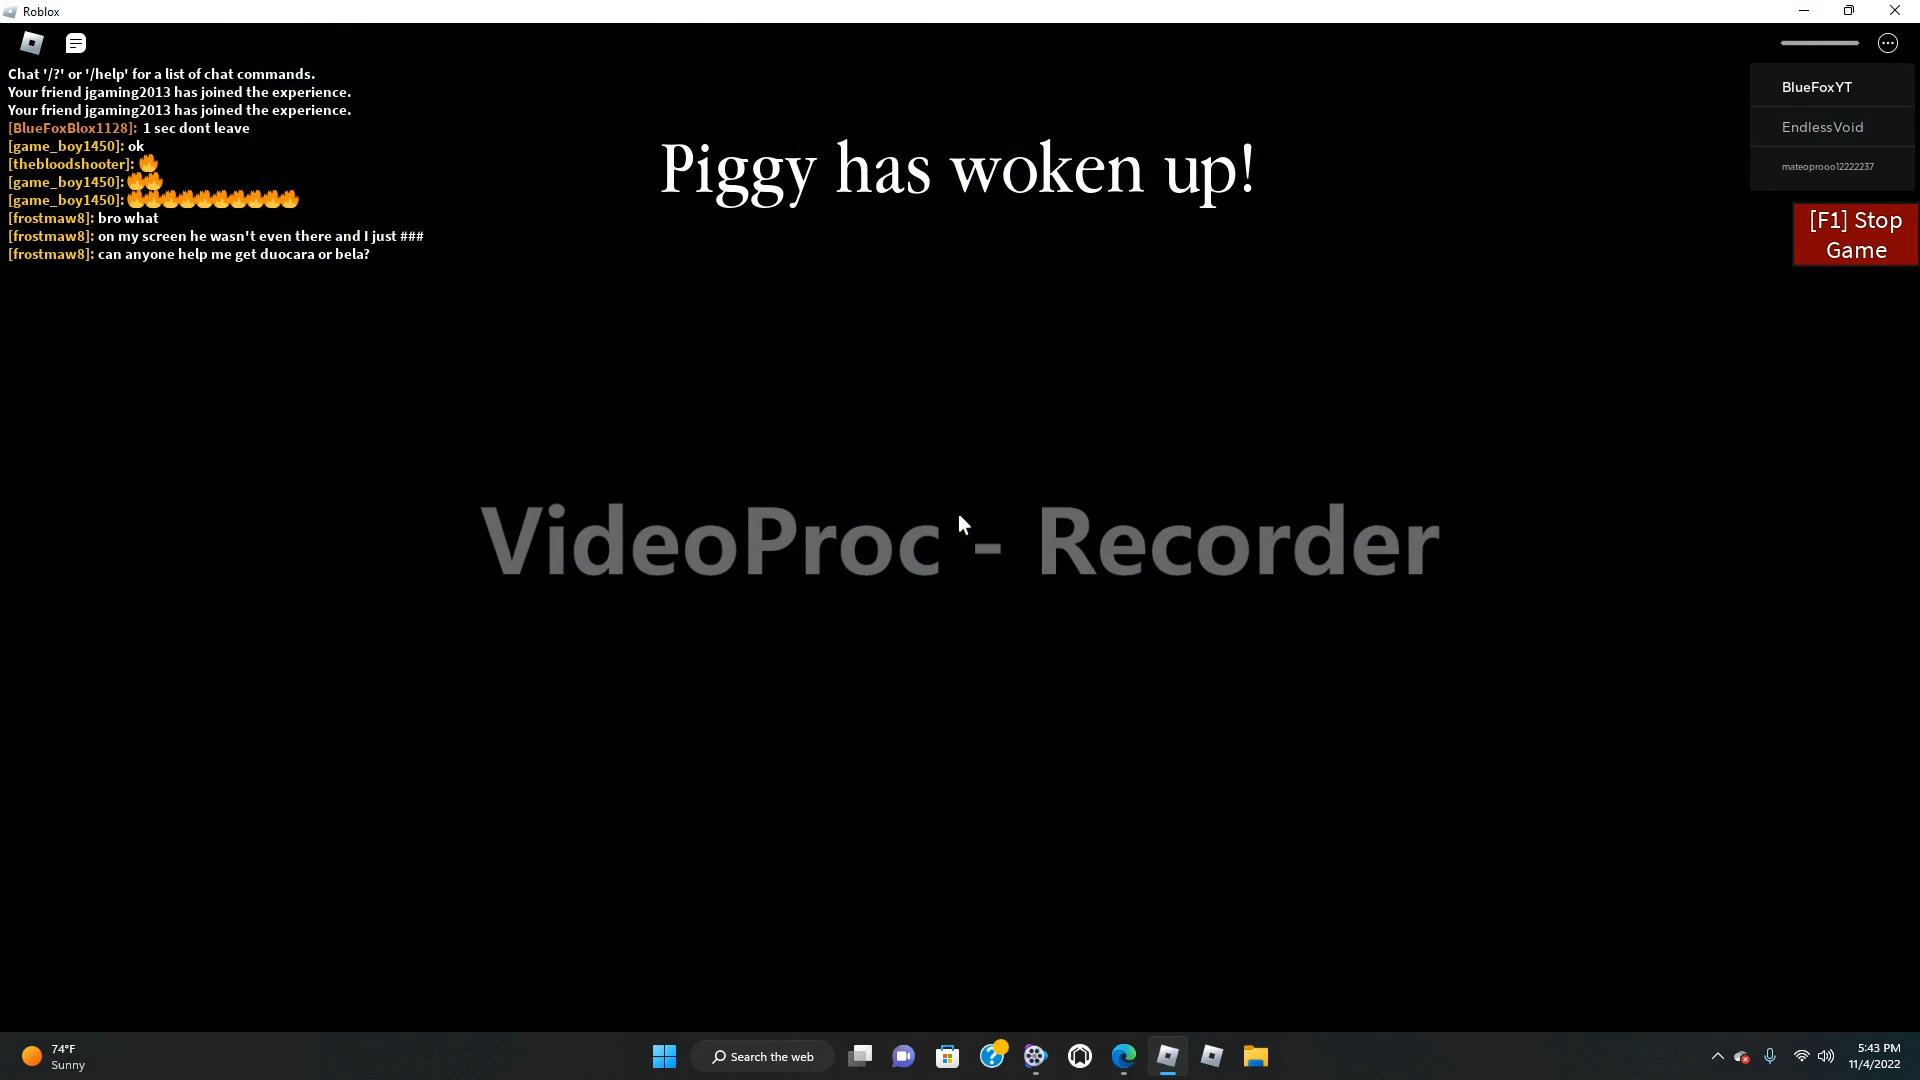 Roblox
Chat '/?' or '/help' for a list of chat commands.
Your friend jgaming2013 has joined the experience.
Your friend jgaming2013 has joined the experience.
[BlueFoxBlox1128]: 1 sec dont leave
[game_boy1450]: ok
[thebloodshooter]: 🔥
[game_boy1450]: 🔥🔥
[game_boy1450]: 🔥🔥🔥🔥🔥🔥🔥🔥🔥🔥
[frostmaw8]: bro what
[frostmaw8]: on my screen he wasn't even there and I just ###
[frostmaw8]: can anyone help me get duocara or bela?
Piggy has woken up!
BlueFoxYT
EndlessVoid
mateoprooo12222237
[F1] Stop
Game
VideoProc - Recorder
74°F
Sunny
Search the web
5:43 PM
11/4/2022